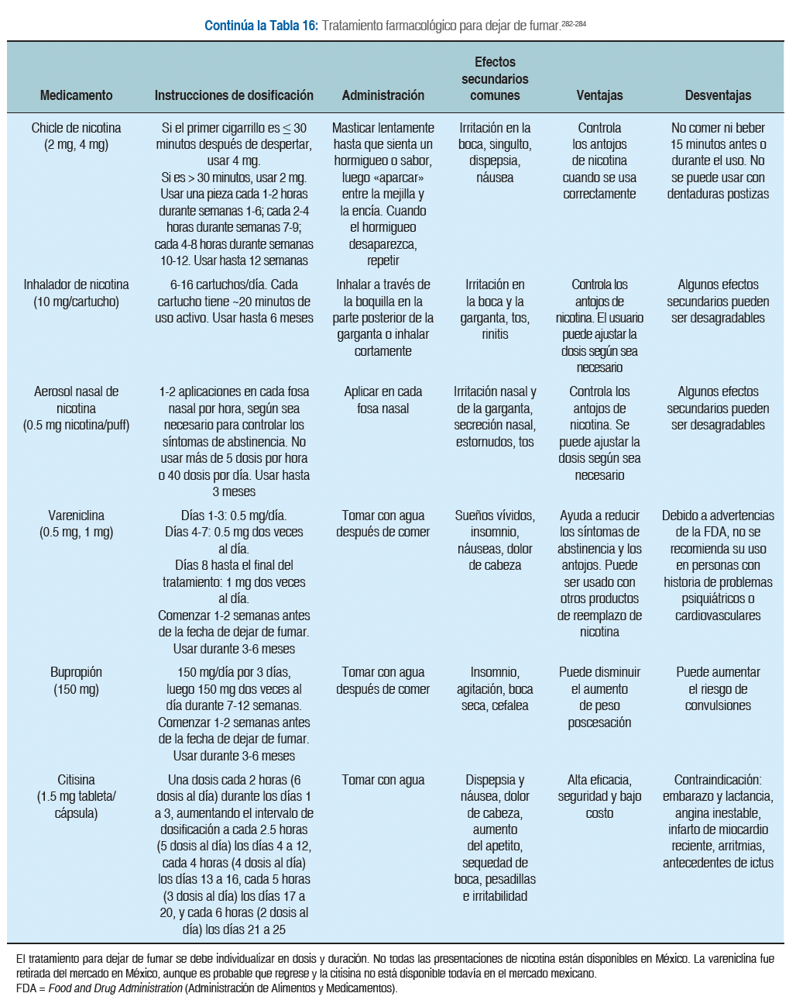 Continúa la Tabla 16: Tratamiento farmacológico para dejar de fumar.282-284
Medicamento
Instrucciones de dosificación
Administración
Efectos
secundarios
comunes
Ventajas
Desventajas
Chicle de nicotina
(2 mg, 4 mg)
Si el primer cigarrillo es ≤ 30
minutos después de despertar,
usar 4 mg.
Si es > 30 minutos, usar 2 mg.
Usar una pieza cada 1-2 horas
durante semanas 1-6; cada 2-4
horas durante semanas 7-9;
cada 4-8 horas durante semanas
10-12. Usar hasta 12 semanas
Masticar lentamente
hasta que sienta un
hormigueo o sabor,
luego «aparcar»
entre la mejilla y
la encía. Cuando
el hormigueo
desaparezca,
repetir
Irritación en la
boca, singulto,
dispepsia,
náusea
Controla
los antojos
de nicotina
cuando se usa
correctamente
No comer ni beber
15 minutos antes o
durante el uso. No
se puede usar con
dentaduras postizas
Inhalador de nicotina
(10 mg/cartucho)
6-16 cartuchos/día. Cada
cartucho tiene ~20 minutos de
uso activo. Usar hasta 6 meses
Inhalar a través de
la boquilla en la
parte posterior de la
garganta o inhalar
cortamente
Irritación en
la boca y la
garganta, tos,
rinitis
Controla los
antojos de
nicotina. El usuario
puede ajustar la
dosis según sea
necesario
Algunos efectos
secundarios pueden
ser desagradables
Aerosol nasal de
nicotina
(0.5 mg nicotina/puff)
1-2 aplicaciones en cada fosa
nasal por hora, según sea
necesario para controlar los
síntomas de abstinencia. No
usar más de 5 dosis por hora
o 40 dosis por día. Usar hasta
3 meses
Aplicar en cada
fosa nasal
Irritación nasal y
de la garganta,
secreción nasal,
estornudos, tos
Controla los
antojos de
nicotina. Se
puede ajustar la
dosis según sea
necesario
Algunos efectos
secundarios pueden
ser desagradables
Vareniclina
(0.5 mg, 1 mg)
Días 1-3: 0.5 mg/día.
Días 4-7: 0.5 mg dos veces
al día.
Días 8 hasta el final del
tratamiento: 1 mg dos veces
al día.
Comenzar 1-2 semanas antes
de la fecha de dejar de fumar.
Usar durante 3-6 meses
Tomar con agua
después de comer
Sueños vívidos,
insomnio,
náuseas, dolor
de cabeza
Ayuda a reducir
los síntomas de
abstinencia y los
antojos. Puede
ser usado con
otros productos
de reemplazo de
nicotina
Debido a advertencias
de la FDA, no se
recomienda su uso
en personas con
historia de problemas
psiquiátricos o
cardiovasculares
Bupropión
(150 mg)
150 mg/día por 3 días,
luego 150 mg dos veces al
día durante 7-12 semanas.
Comenzar 1-2 semanas antes
de la fecha de dejar de fumar.
Usar durante 3-6 meses
Tomar con agua
después de comer
Insomnio,
agitación, boca
seca, cefalea
Puede disminuir
el aumento
de peso
poscesación
Puede aumentar
el riesgo de
convulsiones
Citisina
(1.5 mg tableta/
cápsula)
Una dosis cada 2 horas (6
dosis al día) durante los días 1
a 3, aumentando el intervalo de
dosificación a cada 2.5 horas
(5 dosis al día) los días 4 a 12,
cada 4 horas (4 dosis al día)
los días 13 a 16, cada 5 horas
(3 dosis al día) los días 17 a
20, y cada 6 horas (2 dosis al
día) los días 21 a 25
Tomar con agua
Dispepsia y
náusea, dolor
de cabeza,
aumento
del apetito,
sequedad de
boca, pesadillas
e irritabilidad
Alta eficacia,
seguridad y bajo
costo
Contraindicación:
embarazo y lactancia,
angina inestable,
infarto de miocardio
reciente, arritmias,
antecedentes de ictus
El tratamiento para dejar de fumar se debe individualizar en dosis y duración. No todas las presentaciones de nicotina están disponibles en México. La vareniclina fue
retirada del mercado en México, aunque es probable que regrese y la citisina no está disponible todavía en el mercado mexicano.
FDA = Food and Drug Administration (Administración de Alimentos y Medicamentos).